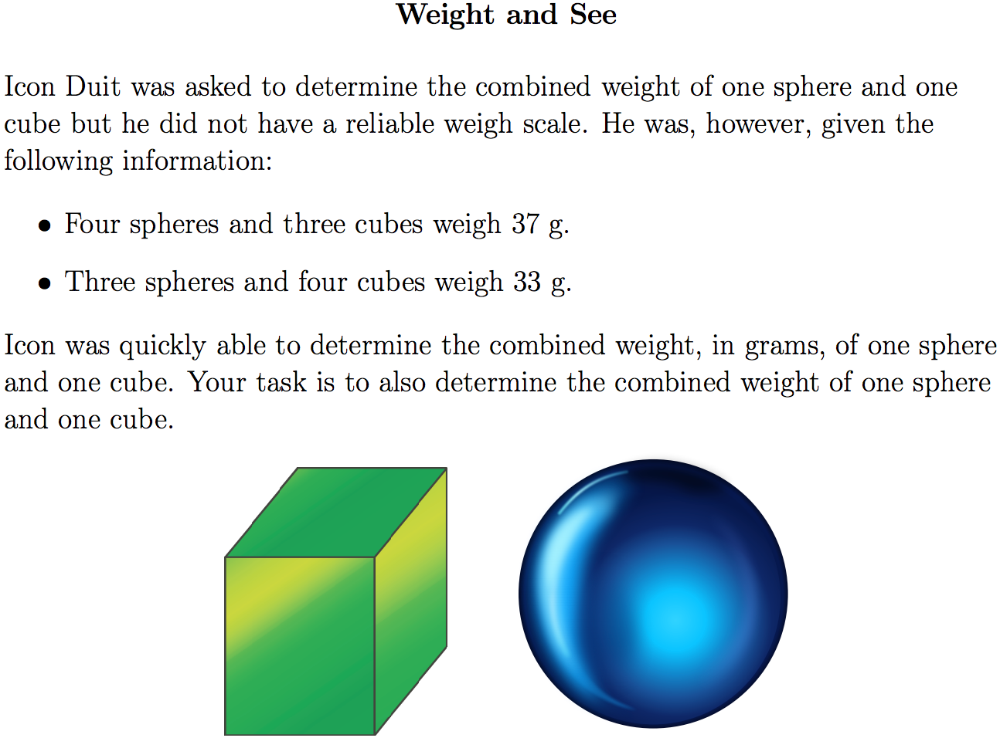 Weight and See
Icon Duit was asked to determine the combined weight of one sphere and one
cube but he did not have a reliable weigh scale. He was, however, given the
following information:
• Four spheres and three cubes weigh 37 g.
• Three spheres and four cubes weigh 33 g.
Icon was quickly able to determine the combined weight, in grams, of one sphere
and one cube. Your task is to also determine the combined weight of one sphere
and one cube.